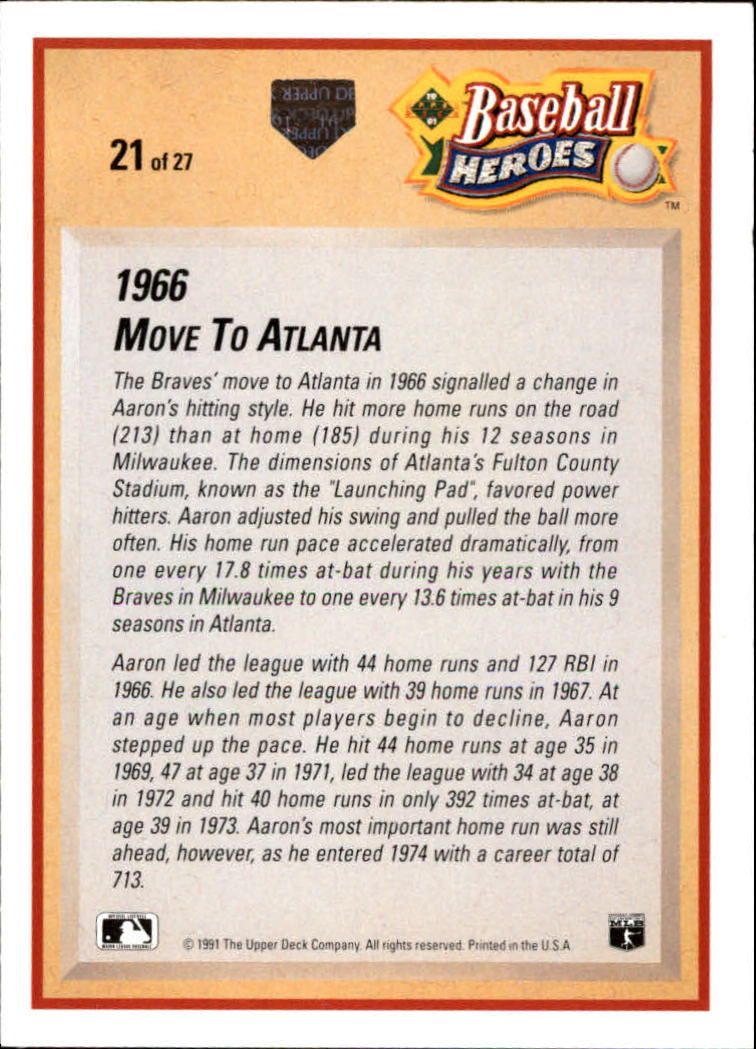 UPPER DECK
UPPER
21 of 27
19 91
Baseball
HEROES
TM
1966
MOVE TO ATLANTA
The Braves' move to Atlanta in 1966 signalled a change in
Aaron's hitting style. He hit more home runs on the road
(213) than at home (185) during his 12 seasons in
Milwaukee. The dimensions of Atlanta's Fulton County
Stadium, known as the "Launching Pad", favored power
hitters. Aaron adjusted his swing and pulled the ball more
often. His home run pace accelerated dramatically, from
one every 17.8 times at-bat during his years with the
Braves in Milwaukee to one every 13.6 times at-bat in his 9
seasons in Atlanta.
Aaron led the league with 44 home runs and 127 RBI in
1966. He also led the league with 39 home runs in 1967. At
an age when most players begin to decline, Aaron
stepped up the pace. He hit 44 home runs at age 35 in
1969, 47 at age 37 in 1971, led the league with 34 at age 38
in 1972 and hit 40 home runs in only 392 times at-bat, at
age 39 in 1973. Aaron's most important home run was still
ahead, however, as he entered 1974 with a career total of
713.
© 1991 The Upper Deck Company. All rights reserved. Printed in the U.S.A
MLB